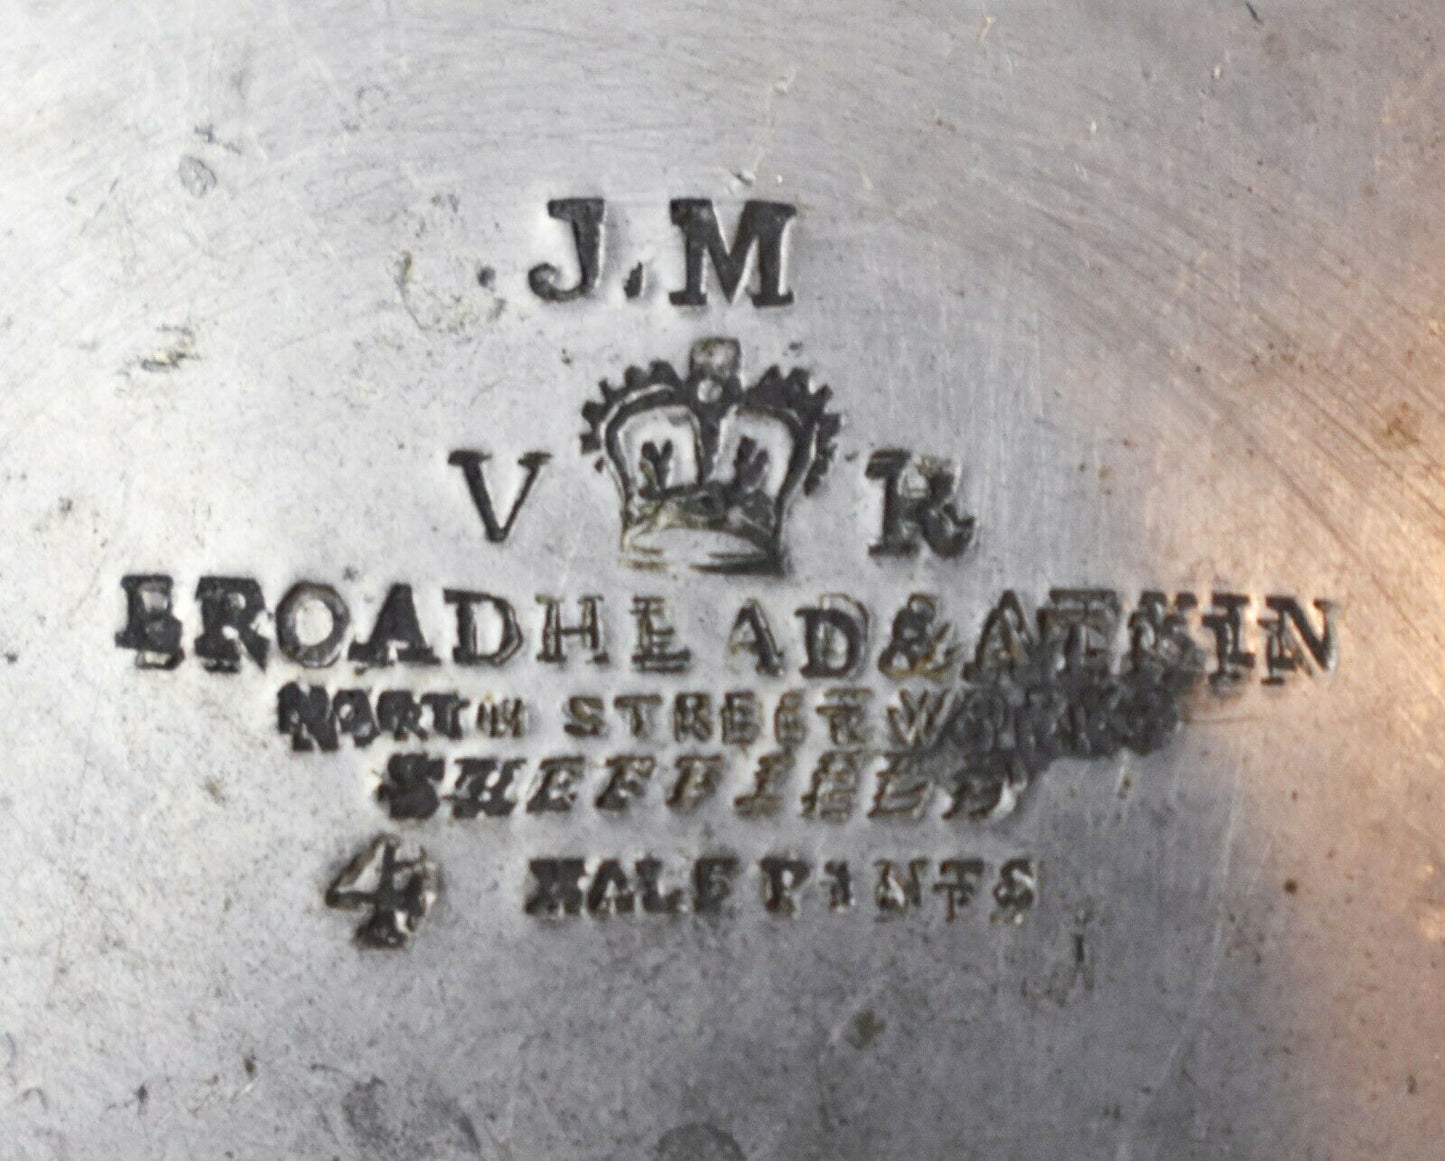 J.M
V R
BROADHEAD & ATKIN
NORTH STREET WORKS
SHEFFIELD
4 HALF PINTS